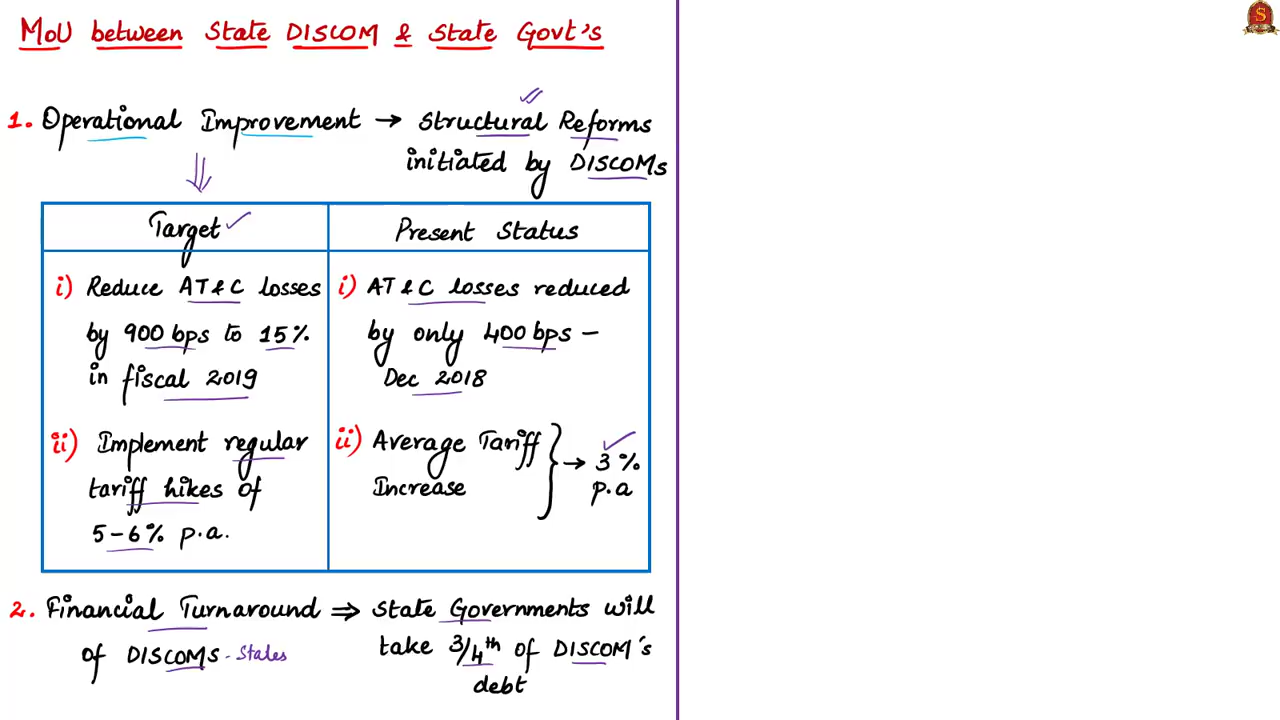 MoU between State DISCOM & State Govt's
1. Operational Improvement → Structural Reforms
initiated by DISCOMs
Target
Present Status
i) Reduce AT&C losses
by 900 bps to 15%
in fiscal 2019
i) AT&C losses reduced
by only 400 bps –
Dec 2018
ii) Implement regular
tariff hikes of
5-6% p.a.
ii) Average Tariff
Increase
→ 3%
p.a
2. Financial Turnaround ⇒ State Governments will
of DISCOMs - States
take 3/4th of DISCOM's
debt
S